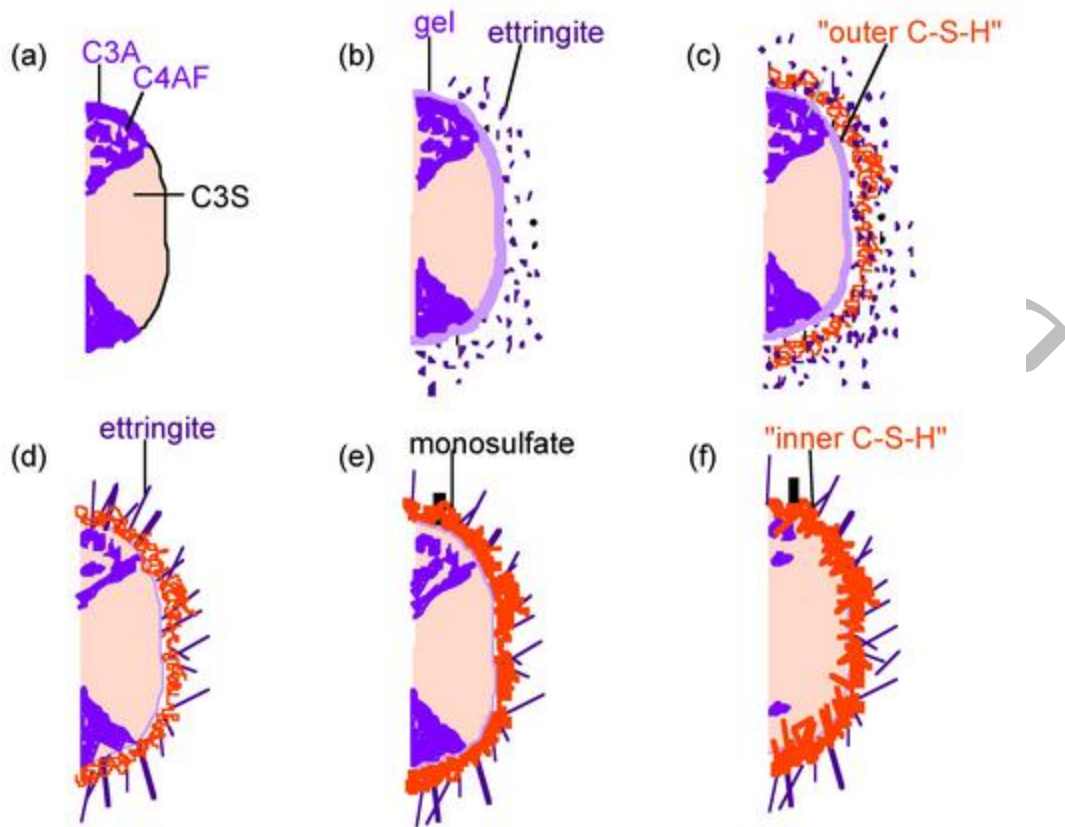 (a)
C3A
C4AF
C3S
(b)
gel
ettringite
(c)
"outer C-S-H"
(d)
ettringite
(e)
monosulfate
(f)
"inner C-S-H"